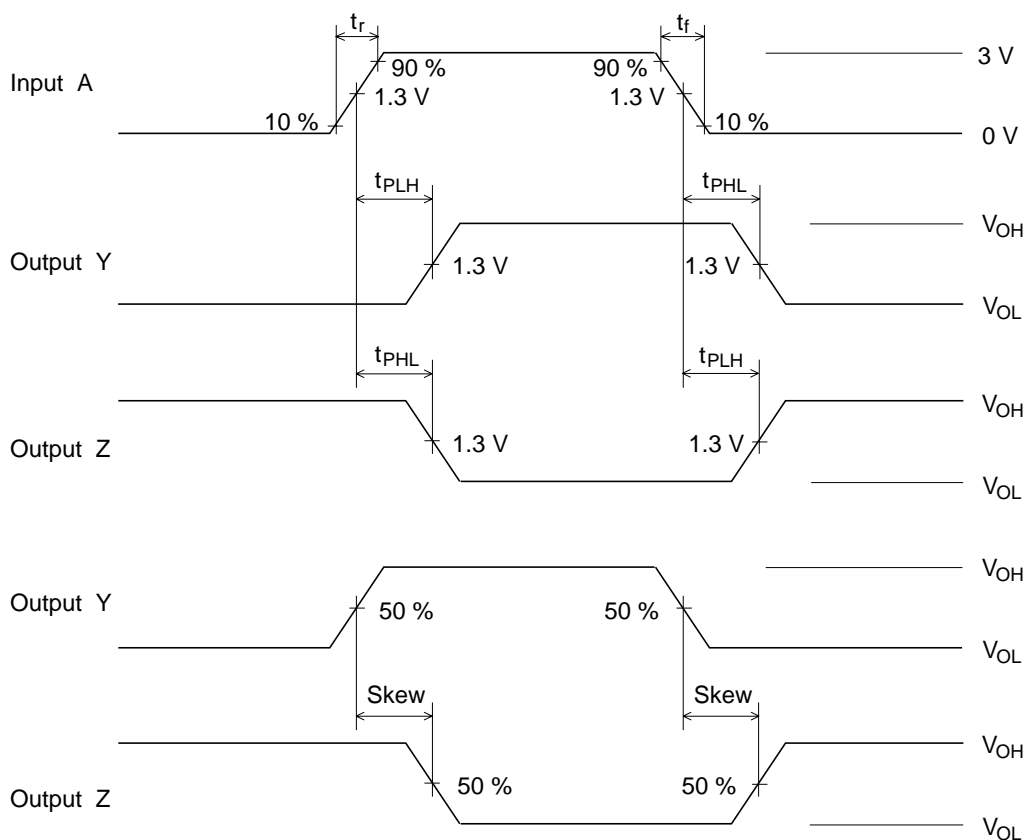 tr tf
Input A 90 % 90 % 3 V
1.3 V 1.3 V
10 % 10 % 0 V
tPLH tPHL
VOH
Output Y 1.3 V 1.3 V
VOL
tPHL tPLH
VOH
Output Z 1.3 V 1.3 V
VOL
VOH
Output Y 50 % 50 %
VOL
Skew Skew
VOH
Output Z 50 % 50 %
VOL